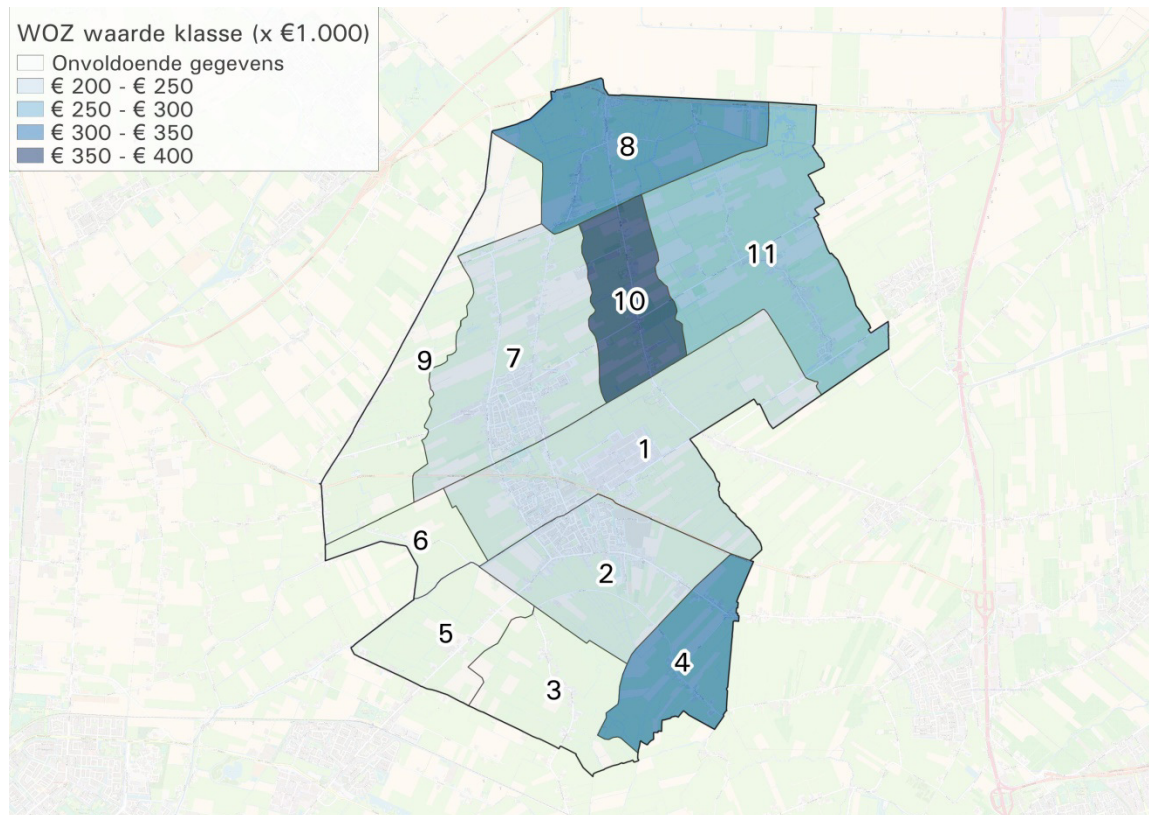 WOZ waarde klasse (x €1.000)
Onvoldoende gegevens
€ 200 - € 250
€ 250 - € 300
€ 300 - € 350
€ 350 - € 400
8
11
10
9
7
1
6
2
5
4
3